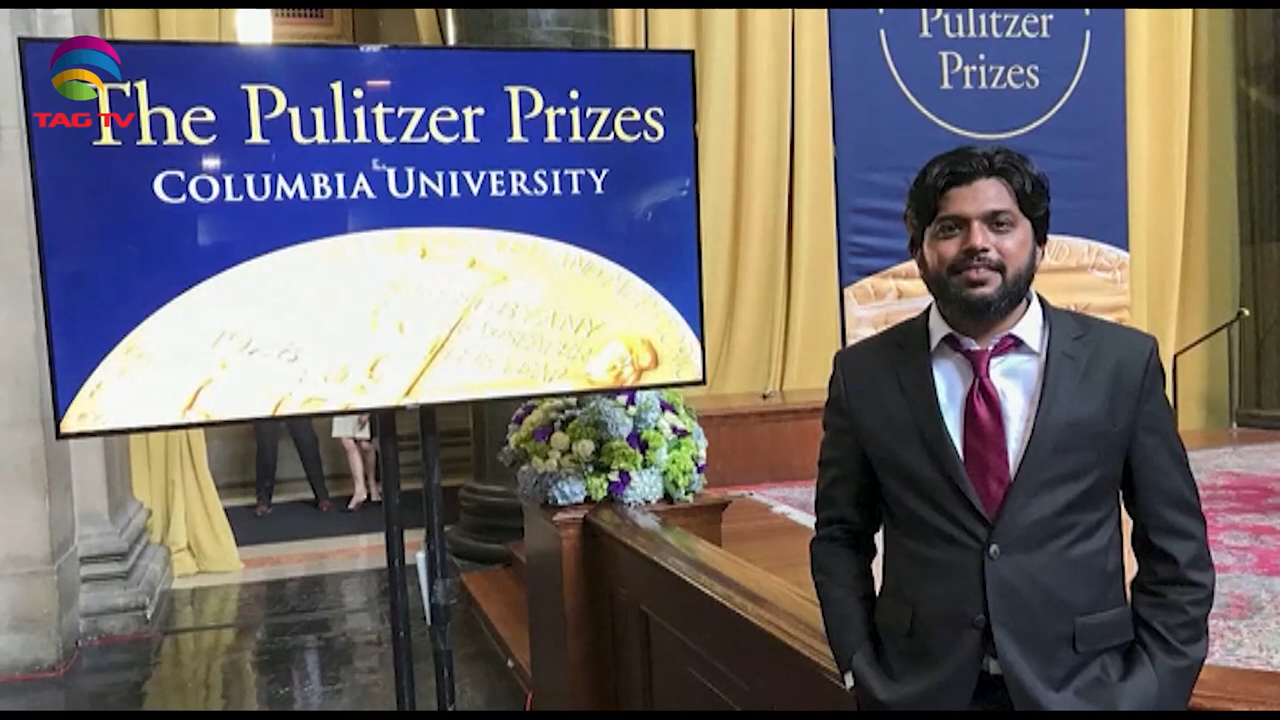 TAG TV
The Pulitzer Prizes
COLUMBIA UNIVERSITY
Pulitzer
Prizes